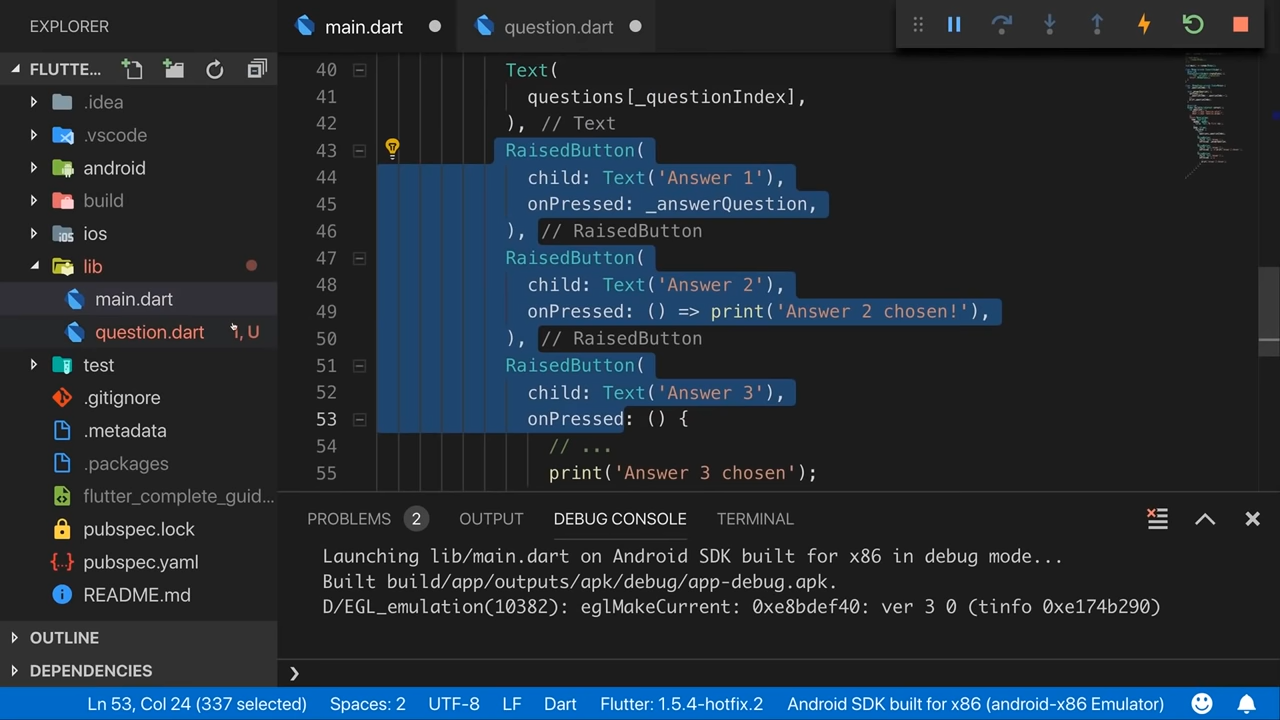 EXPLORER
main.dart
question.dart
FLUTTE...
.idea
.vscode
android
build
ios
lib
main.dart
question.dart 1, U
test
.gitignore
.metadata
.packages
flutter_complete_guid...
pubspec.lock
pubspec.yaml
README.md
OUTLINE
DEPENDENCIES
40 Text(
41 questions[_questionIndex],
42 ), // Text
43 RaisedButton(
44 child: Text('Answer 1'),
45 onPressed: _answerQuestion,
46 ), // RaisedButton
47 RaisedButton(
48 child: Text('Answer 2'),
49 onPressed: () => print('Answer 2 chosen!'),
50 ), // RaisedButton
51 RaisedButton(
52 child: Text('Answer 3'),
53 onPressed: () {
54 // ...
55 print('Answer 3 chosen');
PROBLEMS 2 OUTPUT DEBUG CONSOLE TERMINAL
Launching lib/main.dart on Android SDK built for x86 in debug mode...
Built build/app/outputs/apk/debug/app-debug.apk.
D/EGL_emulation(10382): eglMakeCurrent: 0xe8bdef40: ver 3 0 (tinfo 0xe174b290)
Ln 53, Col 24 (337 selected) Spaces: 2 UTF-8 LF Dart Flutter: 1.5.4-hotfix.2 Android SDK built for x86 (android-x86 Emulator)